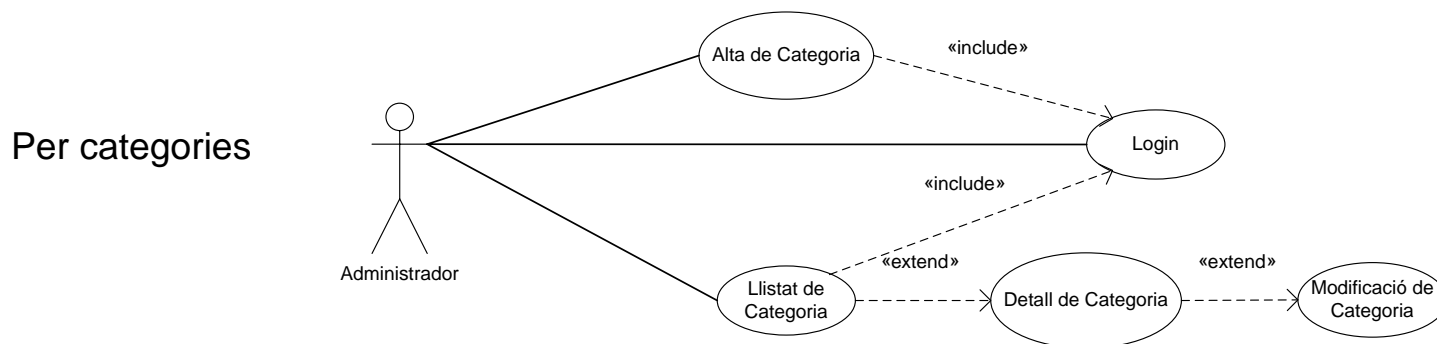 Alta de Categoria
«include»
Per categories
Login
«include»
Administrador
«extend»
«extend»
Llistat de
Categoria
Detall de Categoria
Modificació de
Categoria